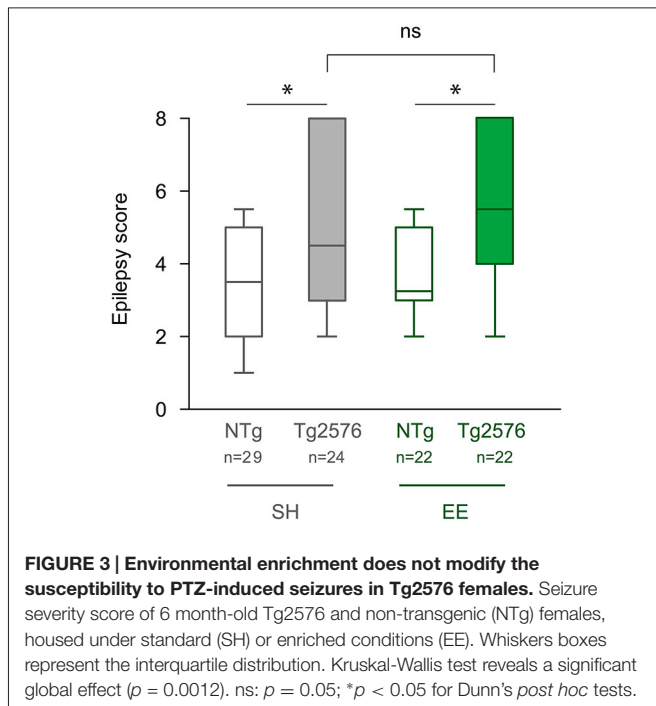 ns
* *
8
6
4
2
0
Epilepsy score
NTg Tg2576 NTg Tg2576
n=29 n=24 n=22 n=22
SH EE
FIGURE 3 | Environmental enrichment does not modify the
susceptibility to PTZ-induced seizures in Tg2576 females. Seizure
severity score of 6 month-old Tg2576 and non-transgenic (NTg) females,
housed under standard (SH) or enriched conditions (EE). Whiskers boxes
represent the interquartile distribution. Kruskal-Wallis test reveals a significant
global effect (p = 0.0012). ns: p = 0.05; *p < 0.05 for Dunn's post hoc tests.